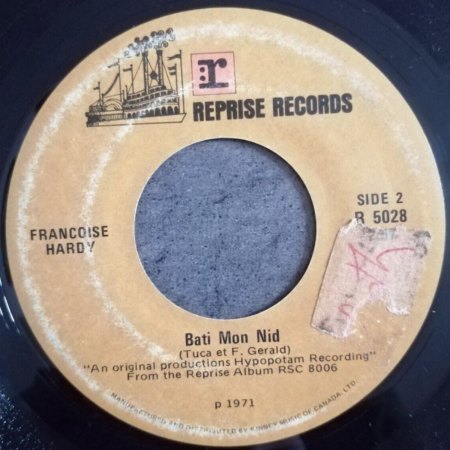 r
REPRISE RECORDS
SIDE 2
R 5028
FRANCOISE
HARDY
Bati Mon Nid
(Tuca et F. Gerald)
"An original productions Hypopotam Recording"
From the Reprise Album RSC 8006
p 1971
MANUFACTURED AND DISTRIBUTED BY KINNEY MUSIC OF CANADA, LTD.